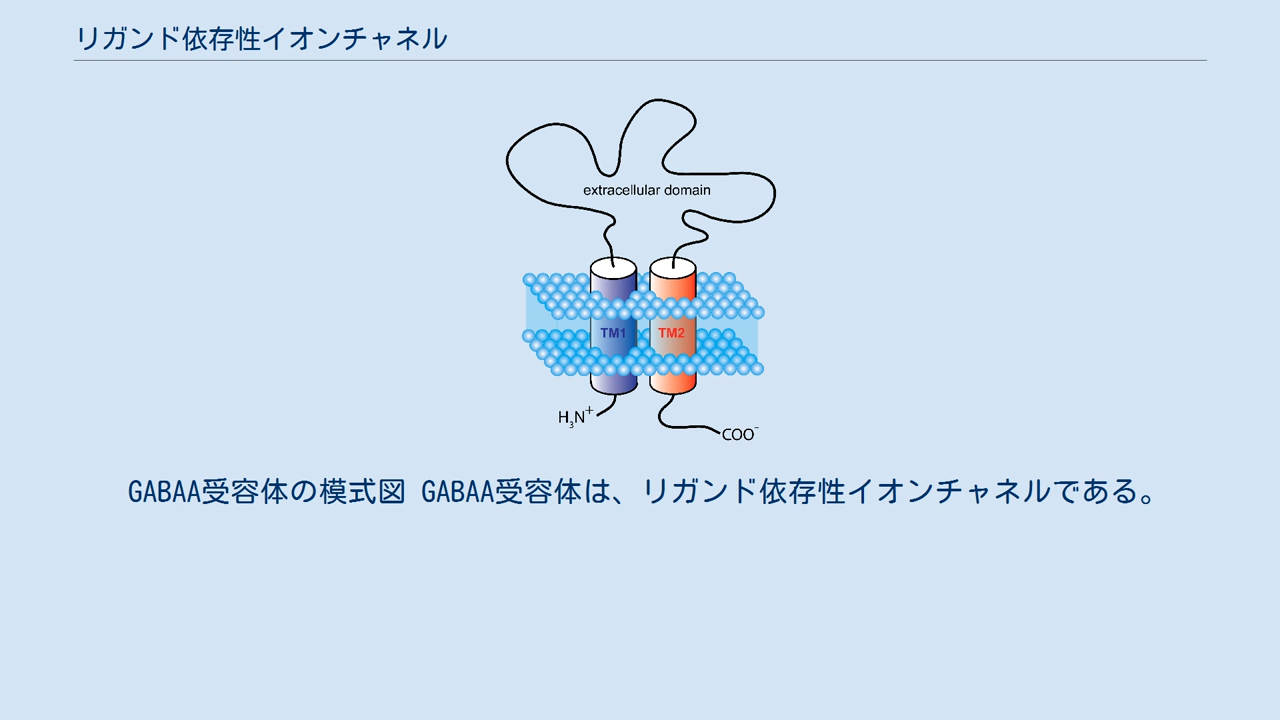 リガンド依存性イオンチャネル
extracellular domain
TM1 TM2
H₃N⁺
COO⁻
GABAA受容体の模式図 GABAA受容体は、リガンド依存性イオンチャネルである。